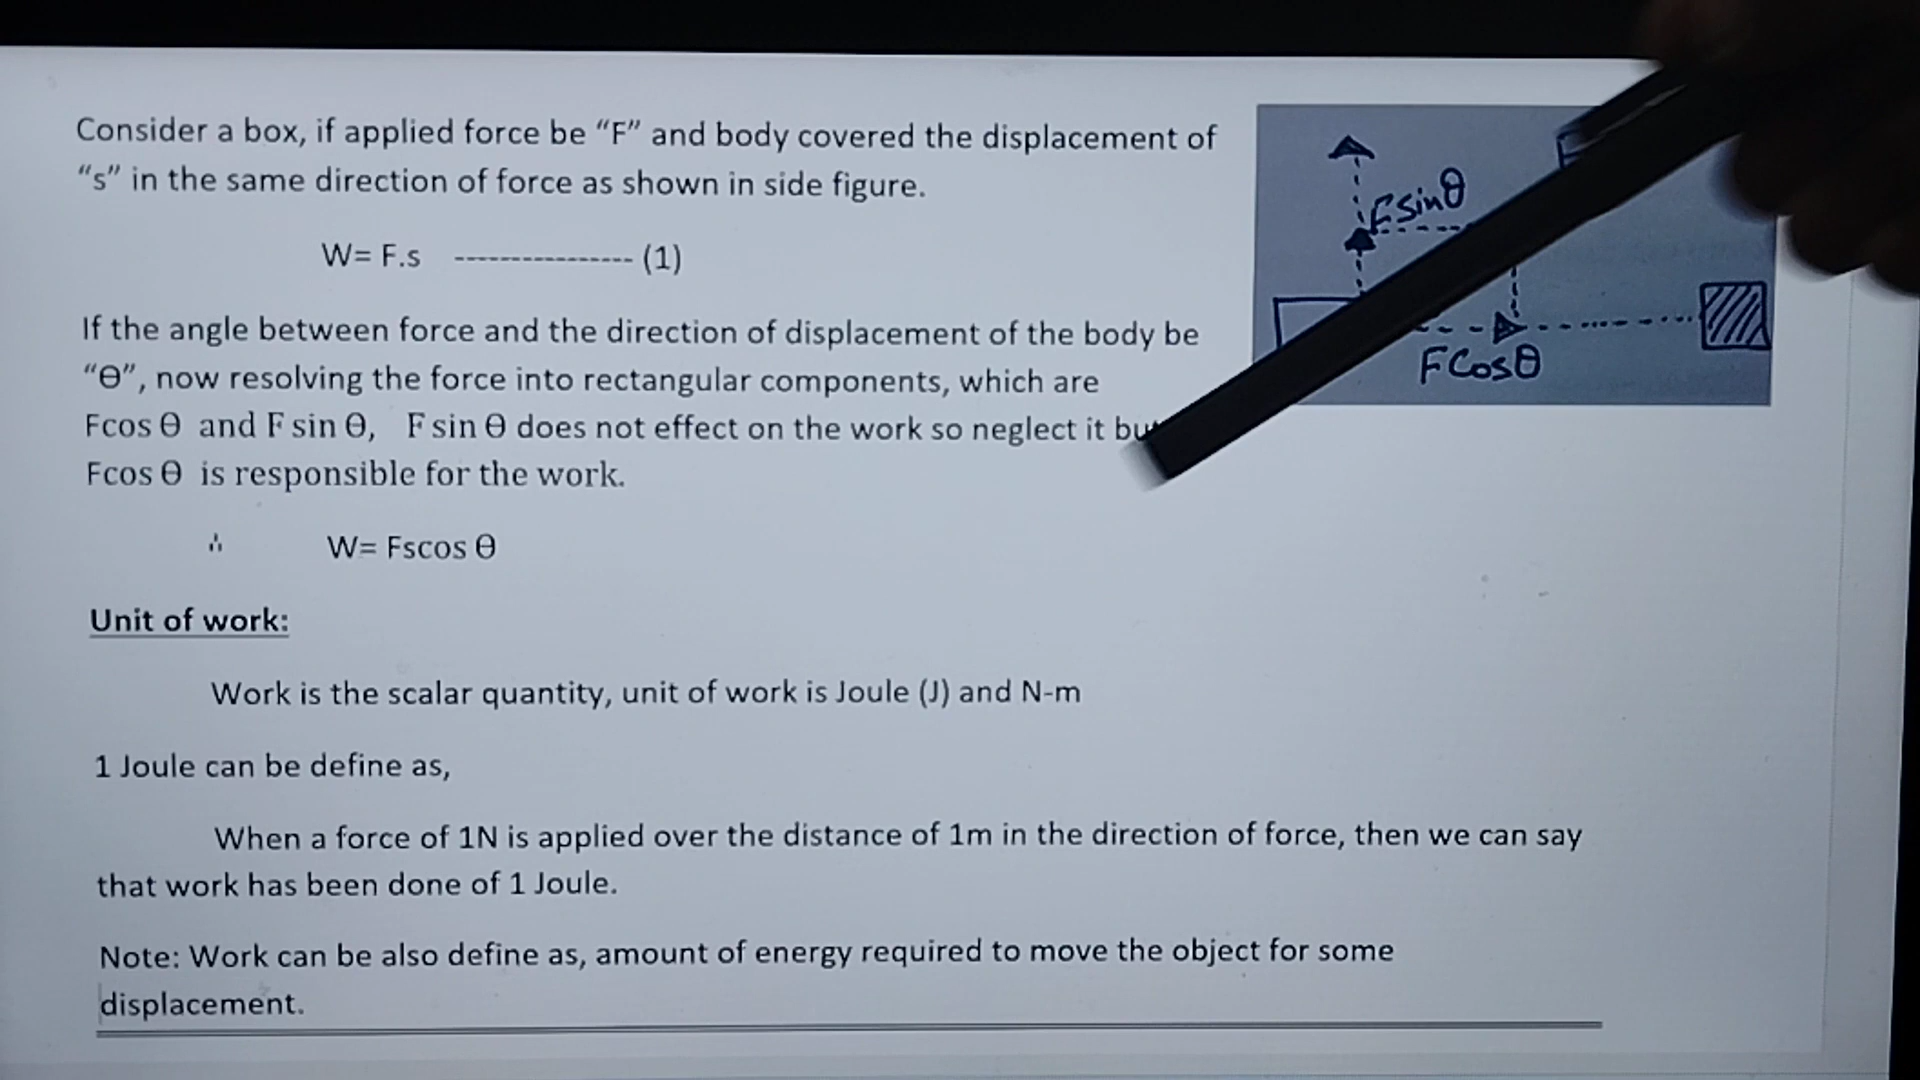 Consider a box, if applied force be “F” and body covered the displacement of
“s” in the same direction of force as shown in side figure.
W= F.s ---------------- (1)
If the angle between force and the direction of displacement of the body be
“Ө”, now resolving the force into rectangular components, which are
Fcos Ө and F sin Ө, F sin Ө does not effect on the work so neglect it
Fcos Ө is responsible for the work.
∴ W= Fscos Ө
Unit of work:
Work is the scalar quantity, unit of work is Joule (J) and N-m
1 Joule can be define as,
When a force of 1N is applied over the distance of 1m in the direction of force, then we can say
that work has been done of 1 Joule.
Note: Work can be also define as, amount of energy required to move the object for some
displacement.
Fsinθ
FCosθ